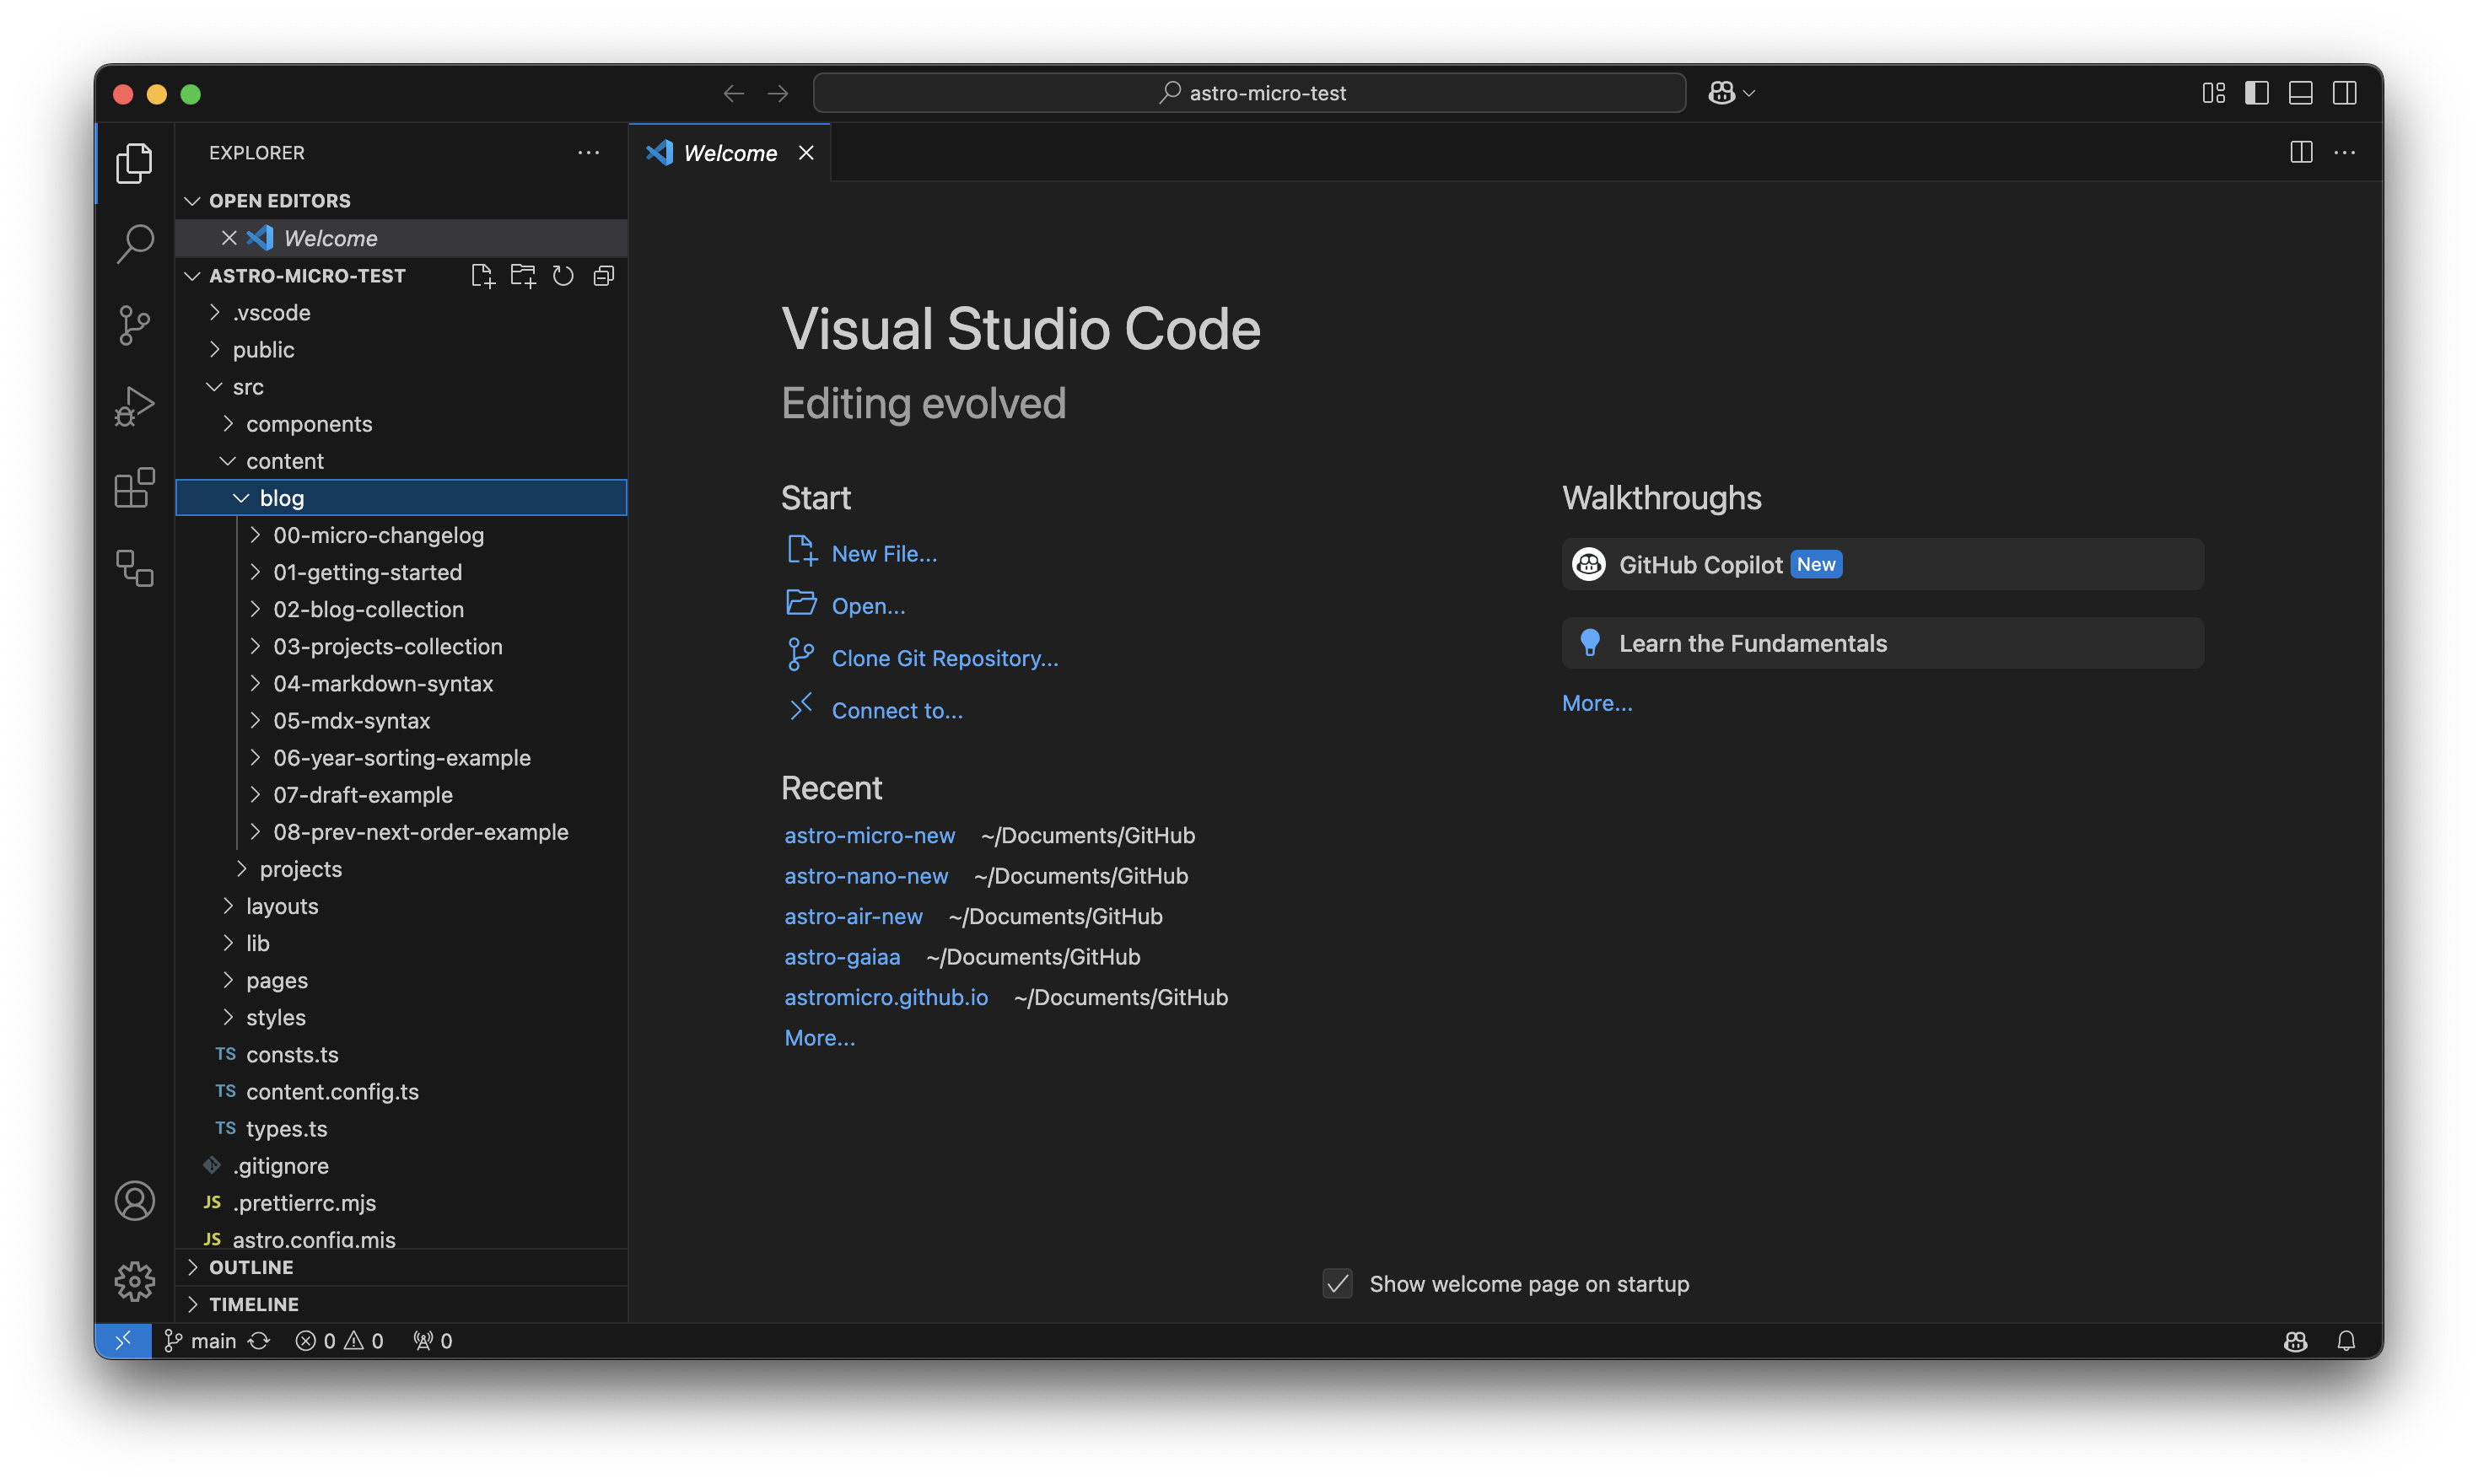 astro-micro-test
EXPLORER
OPEN EDITORS
Welcome
ASTRO-MICRO-TEST
.vscode
public
src
components
content
blog
00-micro-changelog
01-getting-started
02-blog-collection
03-projects-collection
04-markdown-syntax
05-mdx-syntax
06-year-sorting-example
07-draft-example
08-prev-next-order-example
projects
layouts
lib
pages
styles
TS consts.ts
TS content.config.ts
TS types.ts
.gitignore
JS .prettierrc.mjs
JS astro.config.mjs
OUTLINE
TIMELINE
Welcome
Visual Studio Code
Editing evolved
Start
New File...
Open...
Clone Git Repository...
Connect to...
Recent
astro-micro-new ~/Documents/GitHub
astro-nano-new ~/Documents/GitHub
astro-air-new ~/Documents/GitHub
astro-gaiaa ~/Documents/GitHub
astromicro.github.io ~/Documents/GitHub
More...
Walkthroughs
GitHub Copilot New
Learn the Fundamentals
More...
Show welcome page on startup
main 0 0 0